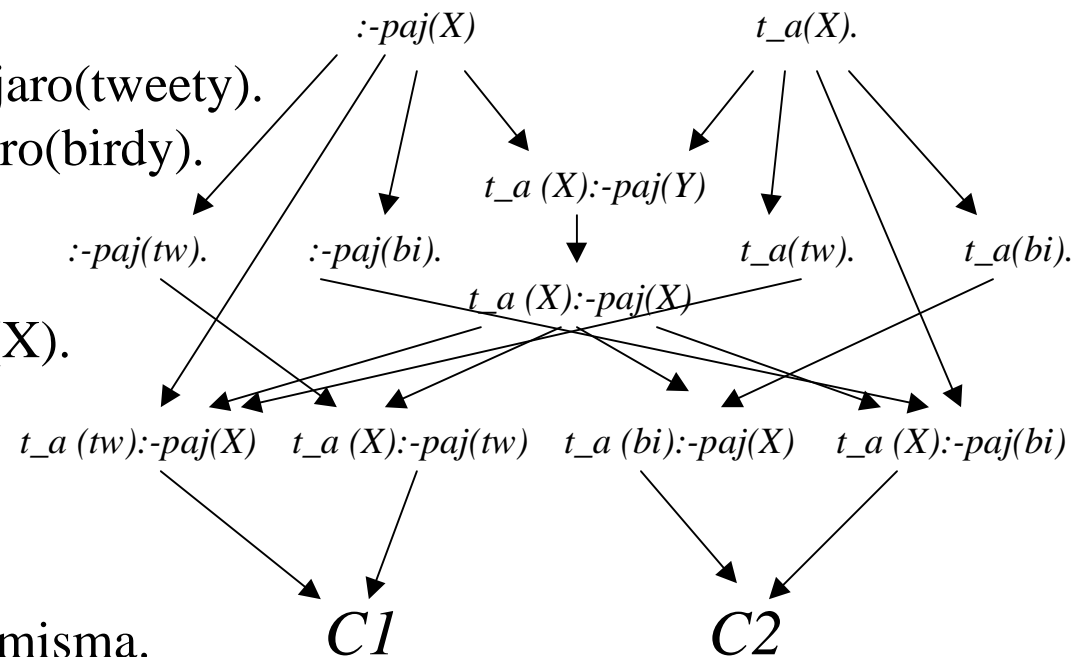 :-paj(X) t_a(X).
jaro(tweety).
ro(birdy).
t_a (X):-paj(Y)
:-paj(tw). :-paj(bi). t_a(tw). t_a(bi).
t_a (X):-paj(X)
X).
t_a (tw):-paj(X) t_a (X):-paj(tw) t_a (bi):-paj(X) t_a (X):-paj(bi)
C1 C2
misma.